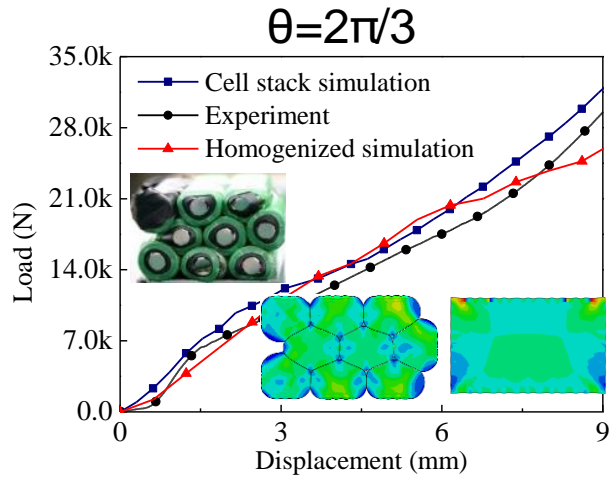 θ=2π/3
35.0k
28.0k
21.0k
14.0k
7.0k
0.0
Load (N)
Cell stack simulation
Experiment
Homogenized simulation
0
3
6
9
Displacement (mm)